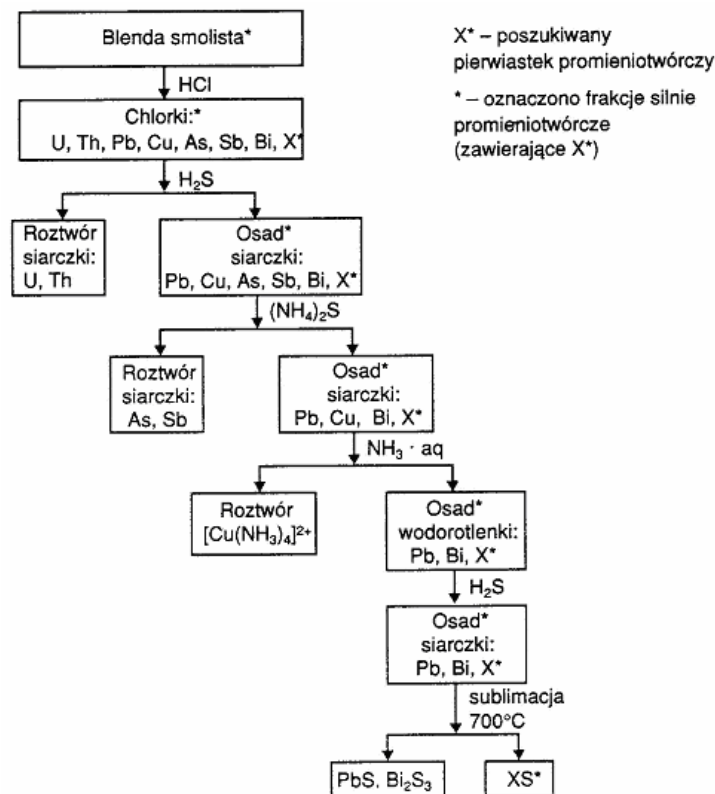 Blenda smolista*
X* – poszukiwany
pierwiastek promieniotwórczy
* – oznaczono frakcje silnie
promieniotwórcze
(zawierające X*)
HCl
Chlorki:*
U, Th, Pb, Cu, As, Sb, Bi, X*
H₂S
Roztwór
siarczki:
U, Th
Osad*
siarczki:
Pb, Cu, As, Sb, Bi, X*
(NH₄)₂S
Roztwór
siarczki:
As, Sb
Osad*
siarczki:
Pb, Cu, Bi, X*
NH₃ · aq
Roztwór
[Cu(NH₃)₄]²⁺
Osad*
wodorotlenki:
Pb, Bi, X*
H₂S
Osad*
siarczki:
Pb, Bi, X*
sublimacja
700°C
PbS, Bi₂S₃
XS*